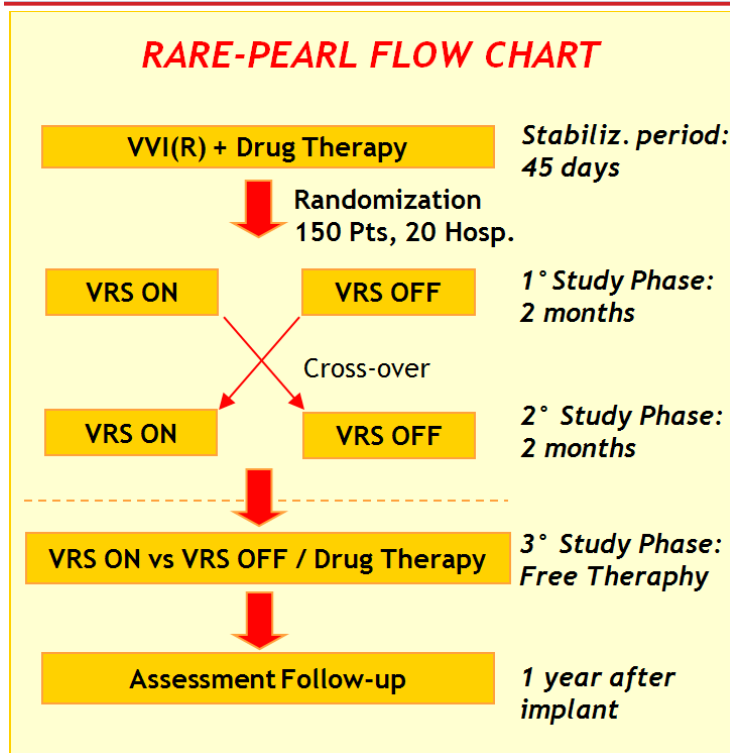 RARE-PEARL FLOW CHART
VVI(R) + Drug Therapy
Stabiliz. period:
45 days
Randomization
150 Pts, 20 Hosp.
VRS ON
VRS OFF
1° Study Phase:
2 months
Cross-over
VRS ON
VRS OFF
2° Study Phase:
2 months
VRS ON vs VRS OFF / Drug Therapy
3° Study Phase:
Free Theraphy
Assessment Follow-up
1 year after
implant